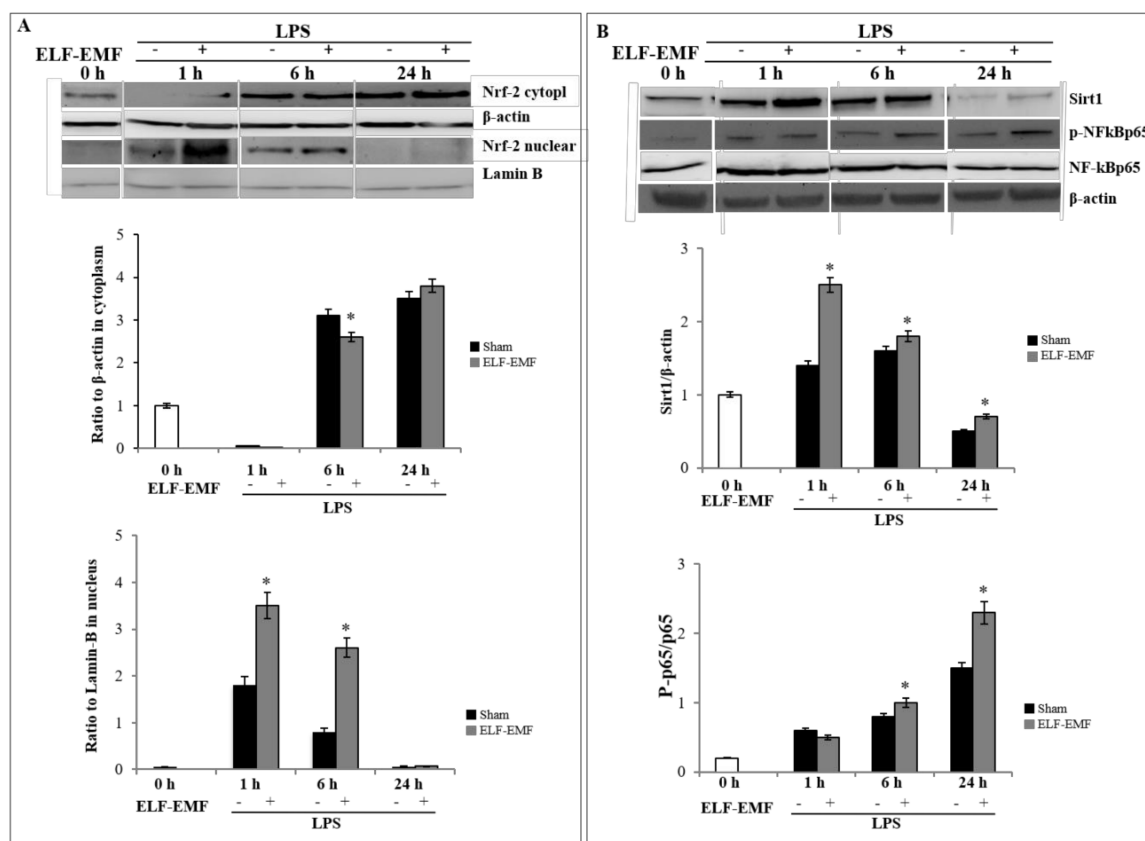 A
LPS
ELF-EMF - + - + - +
0 h 1 h 6 h 24 h
Nrf-2 cytopl
β-actin
Nrf-2 nuclear
Lamin B
Ratio to β-actin in cytoplasm
5
4
3
2
1
0
*
Sham
ELF-EMF
0 h 1 h 6 h 24 h
ELF-EMF - + - + - +
LPS
Ratio to Lamin-B in nucleus
5
4
3
2
1
0
* *
Sham
ELF-EMF
0 h 1 h 6 h 24 h
ELF-EMF - + - + - +
LPS
B
LPS
ELF-EMF - + - + - +
0 h 1 h 6 h 24 h
Sirt1
p-NFkBp65
NF-kBp65
β-actin
Sirt1/β-actin
3
2
1
0
* * *
Sham
ELF-EMF
0 h 1 h 6 h 24 h
ELF-EMF - + - + - +
LPS
P-p65/p65
3
2
1
0
* *
Sham
ELF-EMF
0 h 1 h 6 h 24 h
ELF-EMF - + - + - +
LPS